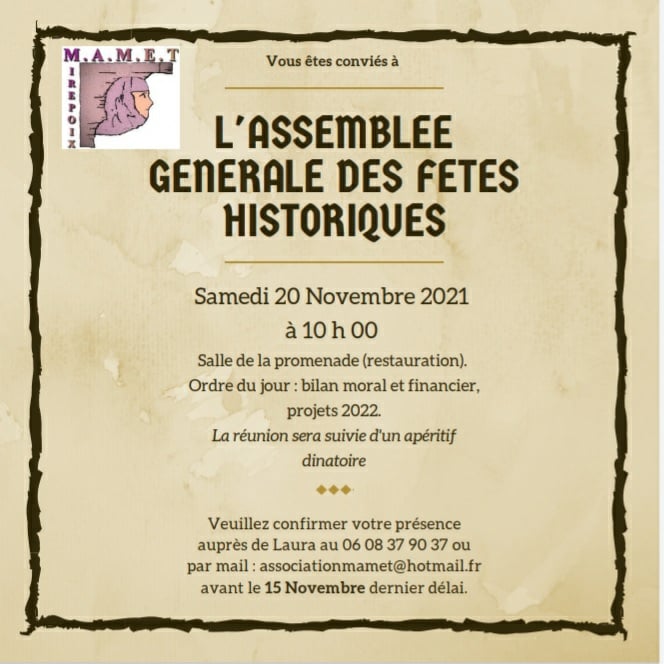 M.A.M.E.T
MIREPOIX
Vous êtes conviés à
L'ASSEMBLEE
GENERALE DES FETES
HISTORIQUES
Samedi 20 Novembre 2021
à 10 h 00
Salle de la promenade (restauration).
Ordre du jour : bilan moral et financier,
projets 2022.
La réunion sera suivie d'un apéritif
dinatoire
Veuillez confirmer votre présence
auprès de Laura au 06 08 37 90 37 ou
par mail : associationmamet@hotmail.fr
avant le 15 Novembre dernier délai.